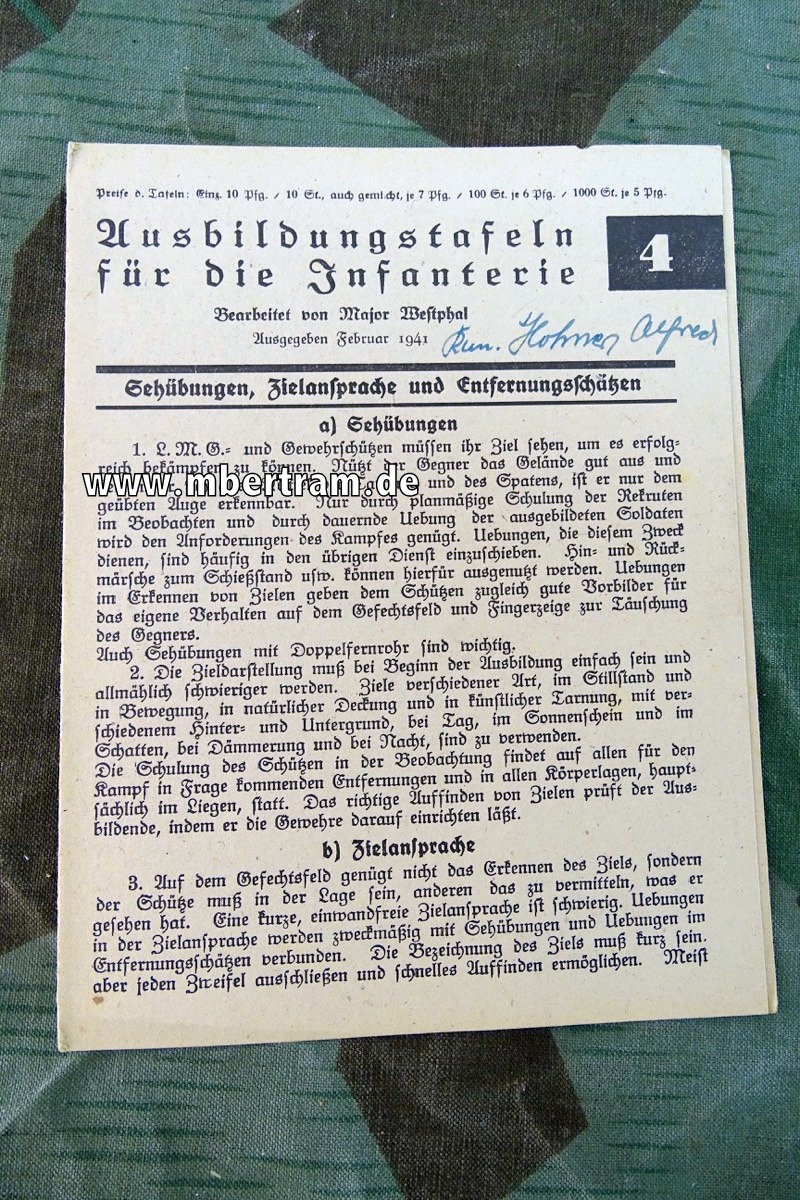 Preise d. Tafeln: Einz. 10 Pfg. / 10 St., auch gemischt, je 7 Pfg. / 100 St. je 6 Pfg. / 1000 St. je 5 Pfg.
Ausbildungstafeln
für die Infanterie
4
Bearbeitet von Major Westphal
Ausgegeben Februar 1941
Alfred
Sehübungen, Zielansprache und Entfernungsschätzen
a) Sehübungen
1. L.M.G.- und Gewehrschützen müssen ihr Ziel sehen, um es erfolg-
reich bekämpfen zu können. Nützt der Gegner das Gelände gut aus und
www.mbertram.de
und des Spatens, ist er nur dem
geübten Auge erkennbar. Nur durch planmäßige Schulung der Rekruten
im Beobachten und durch dauernde Uebung der ausgebildeten Soldaten
wird den Anforderungen des Kampfes genügt. Uebungen, die diesem Zweck
dienen, sind häufig in den übrigen Dienst einzuschieben. Hin- und Rück-
märsche zum Schießstand usw. können hierfür ausgenutzt werden. Uebungen
im Erkennen von Zielen geben dem Schützen zugleich gute Vorbilder für
das eigene Verhalten auf dem Gefechtsfeld und Fingerzeige zur Täuschung
des Gegners.
Auch Sehübungen mit Doppelfernrohr sind wichtig.
2. Die Zieldarstellung muß bei Beginn der Ausbildung einfach sein und
allmählich schwieriger werden. Ziele verschiedener Art, im Stillstand und
in Bewegung, in natürlicher Deckung und in künstlicher Tarnung, mit ver-
schiedenem Hinter- und Untergrund, bei Tag, im Sonnenschein und im
Schatten, bei Dämmerung und bei Nacht, sind zu verwenden.
Die Schulung des Schützen in der Beobachtung findet auf allen für den
Kampf in Frage kommenden Entfernungen und in allen Körperlagen, haupt-
sächlich im Liegen, statt. Das richtige Auffinden von Zielen prüft der Aus-
bildende, indem er die Gewehre darauf einrichten läßt.
b) Zielansprache
3. Auf dem Gefechtsfeld genügt nicht das Erkennen des Ziels, sondern
der Schütze muß in der Lage sein, anderen das zu vermitteln, was er
gesehen hat. Eine kurze, einwandfreie Zielansprache ist schwierig. Uebungen
in der Zielansprache werden zweckmäßig mit Sehübungen und Uebungen im
Entfernungsschätzen verbunden. Die Bezeichnung des Ziels muß kurz sein.
aber jeden Zweifel ausschließen und schnelles Auffinden ermöglichen. Meist